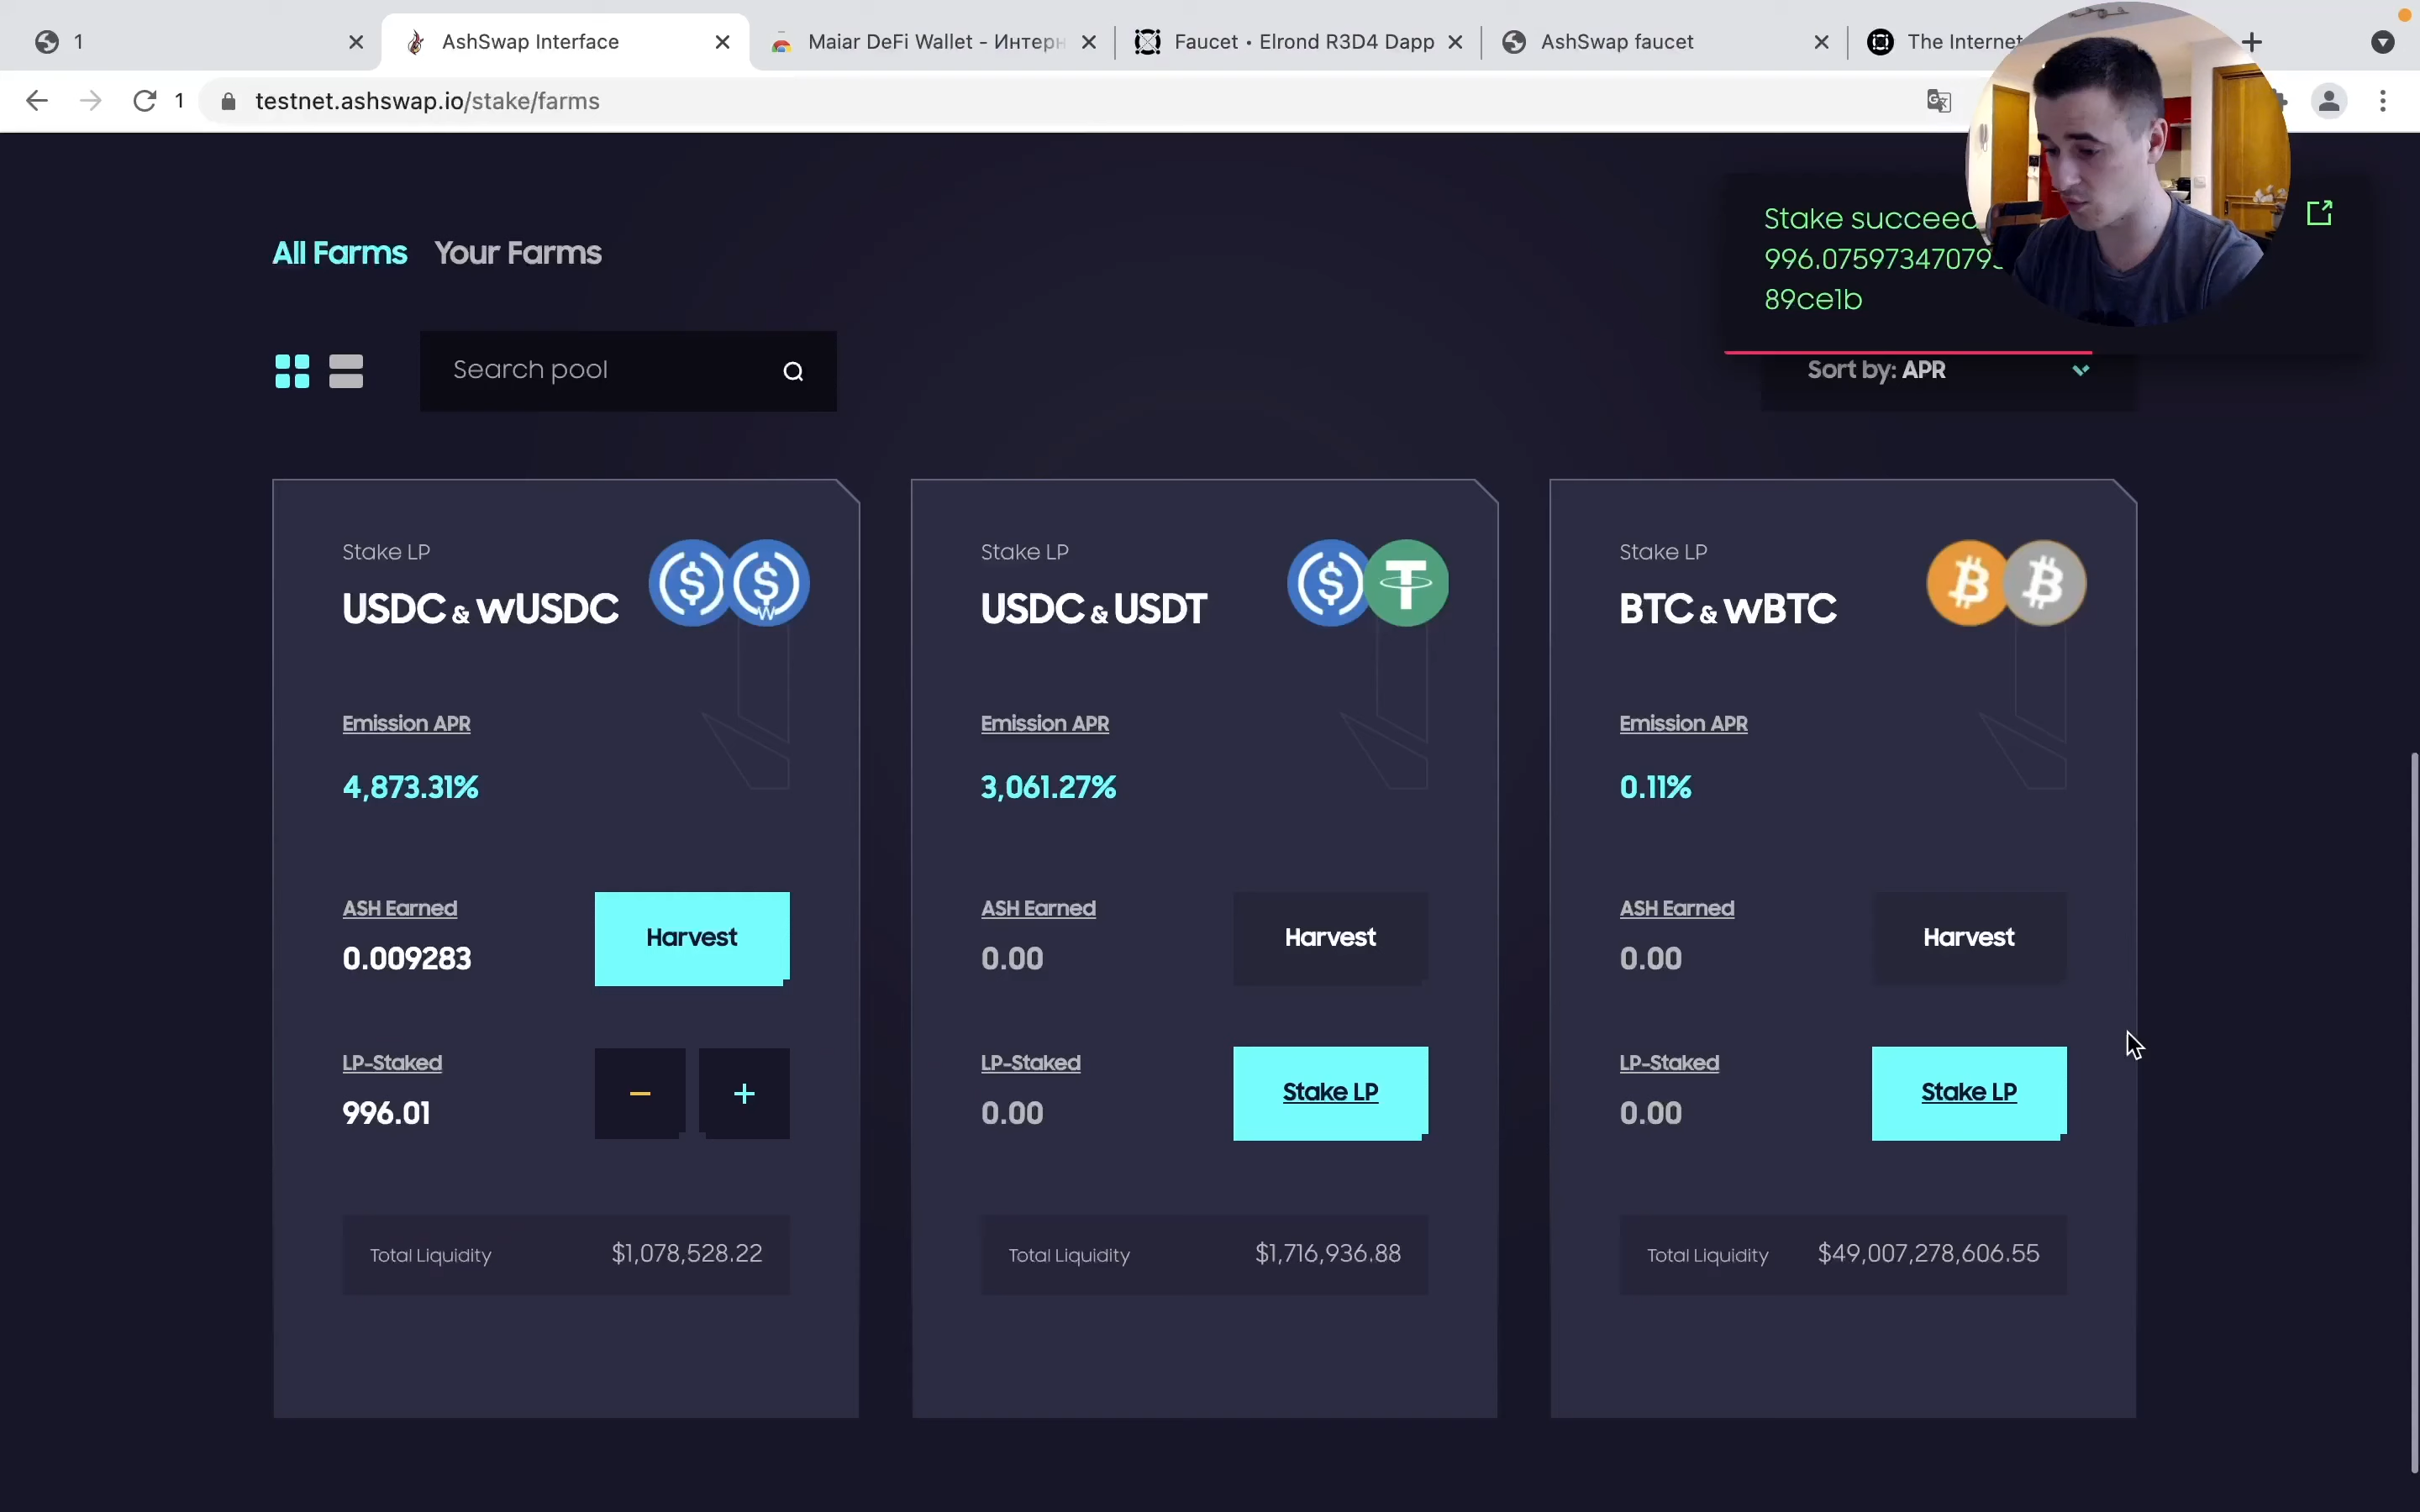 1
AshSwap Interface
Maiar DeFi Wallet - Интерн
Faucet • Elrond R3D4 Dapp
AshSwap faucet
The Internet
1
testnet.ashswap.io/stake/farms
All Farms
Your Farms
Stake succeed
996.07597347079
89ce1b
Search pool
Sort by: APR
Stake LP
USDC & wUSDC
Emission APR
4,873.31%
ASH Earned
0.009283
Harvest
LP-Staked
996.01
− +
Total Liquidity
$1,078,528.22
Stake LP
USDC & USDT
Emission APR
3,061.27%
ASH Earned
0.00
Harvest
LP-Staked
0.00
Stake LP
Total Liquidity
$1,716,936.88
Stake LP
BTC & wBTC
Emission APR
0.11%
ASH Earned
0.00
Harvest
LP-Staked
0.00
Stake LP
Total Liquidity
$49,007,278,606.55